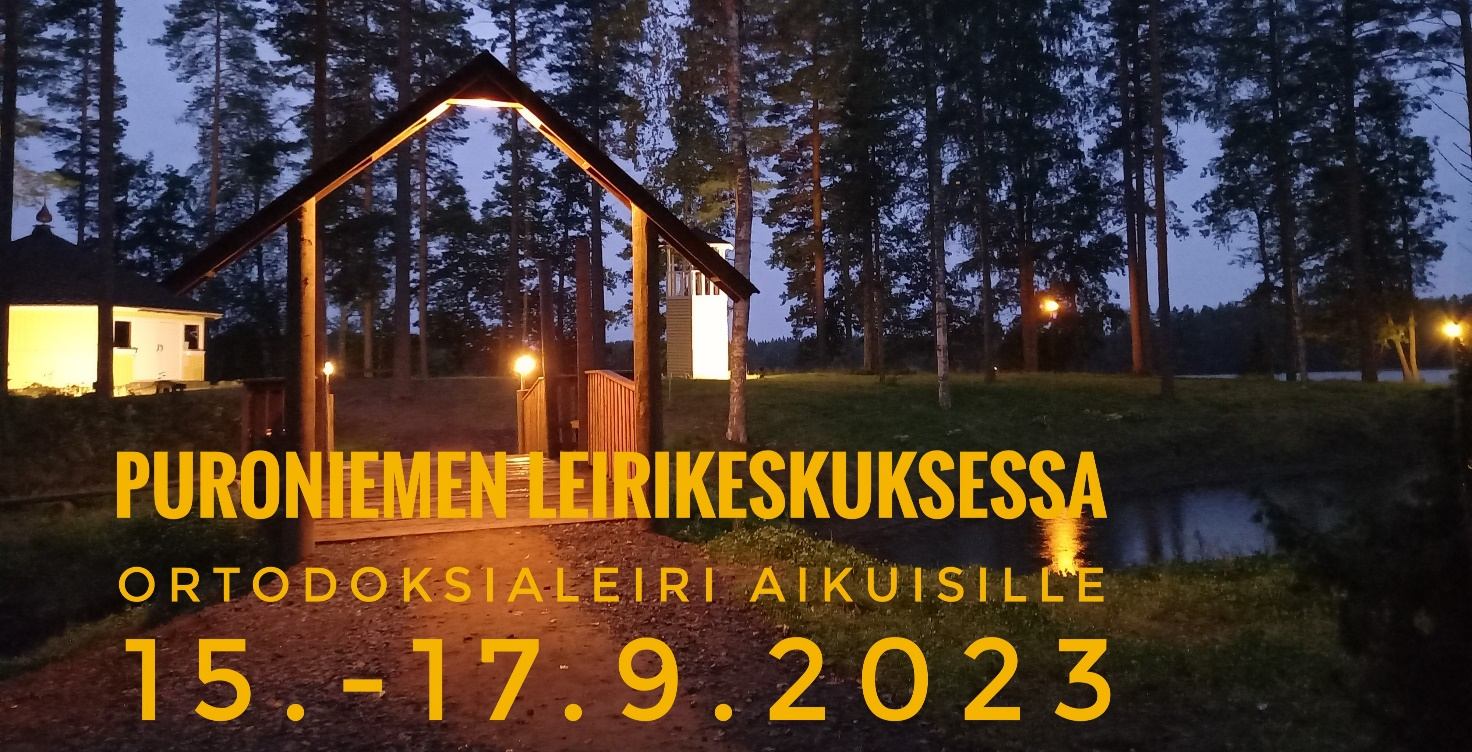 PURONIEMEN LEIRIKESKUKSESSA
ORTODOKSIALEIRI AIKUISILLE
15.-17.9.2023